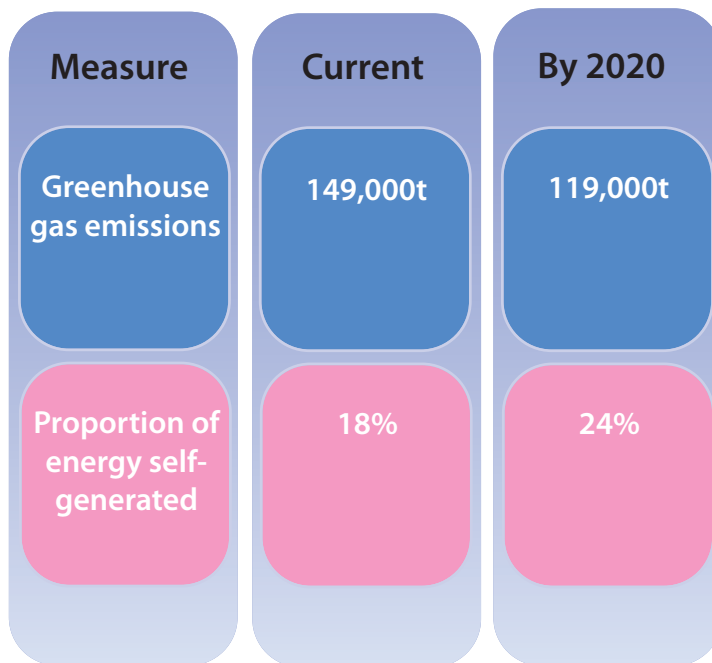 Measure
Current
By 2020
Greenhouse
gas emissions
149,000t
119,000t
Proportion of
energy self-
generated
18%
24%